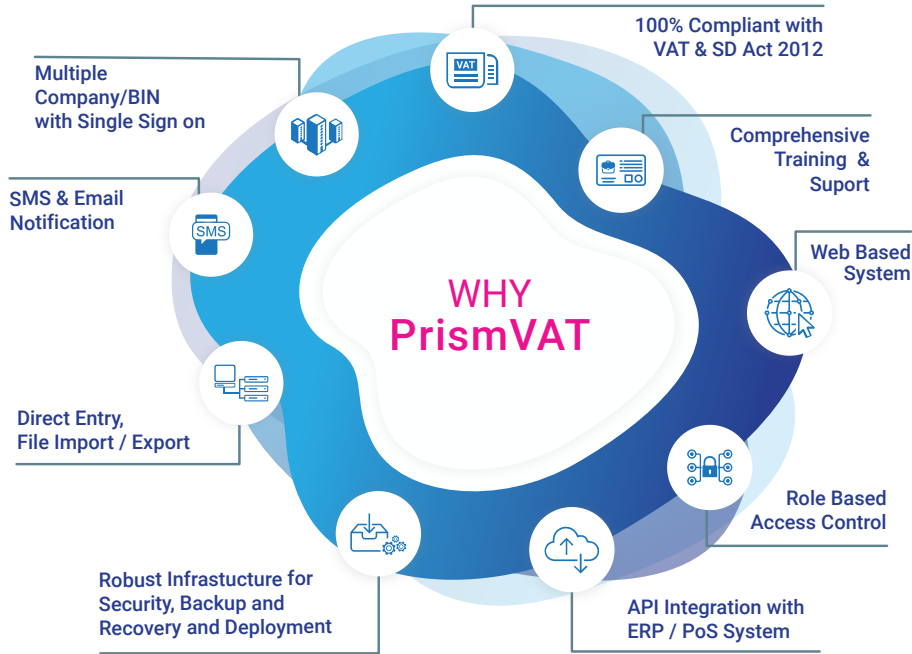 100% Compliant with
VAT & SD Act 2012
VAT
Multiple
Company/BIN
with Single Sign on
Comprehensive
Training &
Suport
SMS & Email
Notification
SMS
Web Based
System
WHY
PrismVAT
Direct Entry,
File Import / Export
Role Based
Access Control
Robust Infrastucture for
Security, Backup and
Recovery and Deployment
API Integration with
ERP / PoS System